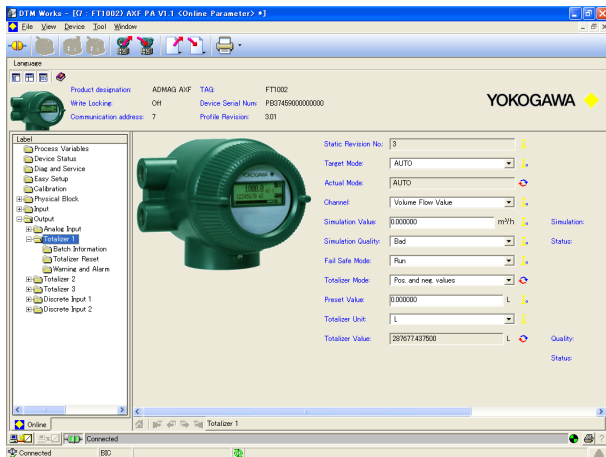 DTM Works - [(7 : FT1002) AXF PA V1.1 <Online Parameter> *]
File View Device Tool Window
Language
Product designation: ADMAG AXF TAG: FT1002
Write Locking: Off Device Serial Num: PB37459000000000
Communication address: 7 Profile Revision: 3.01
YOKOGAWA
Label
Process Variables
Device Status
Diag and Service
Easy Setup
Calibration
Physical Block
Input
Output
Analog Input
Totalizer 1
Batch Information
Totalizer Reset
Warning and Alarm
Totalizer 2
Totalizer 3
Discrete Input 1
Discrete Input 2
YOKOGAWA
Static Revision No.: 3
Target Mode: AUTO
Actual Mode: AUTO
Channel: Volume Flow Value
Simulation Value: 0.000000 m³/h Simulation:
Simulation Quality: Bad Status:
Fail Safe Mode: Run
Totalizer Mode: Pos. and neg. values
Preset Value: 0.000000 L
Totalizer Unit: L
Totalizer Value: 287677.437500 L Quality:
Status:
Online
Totalizer 1
Connected
Connected